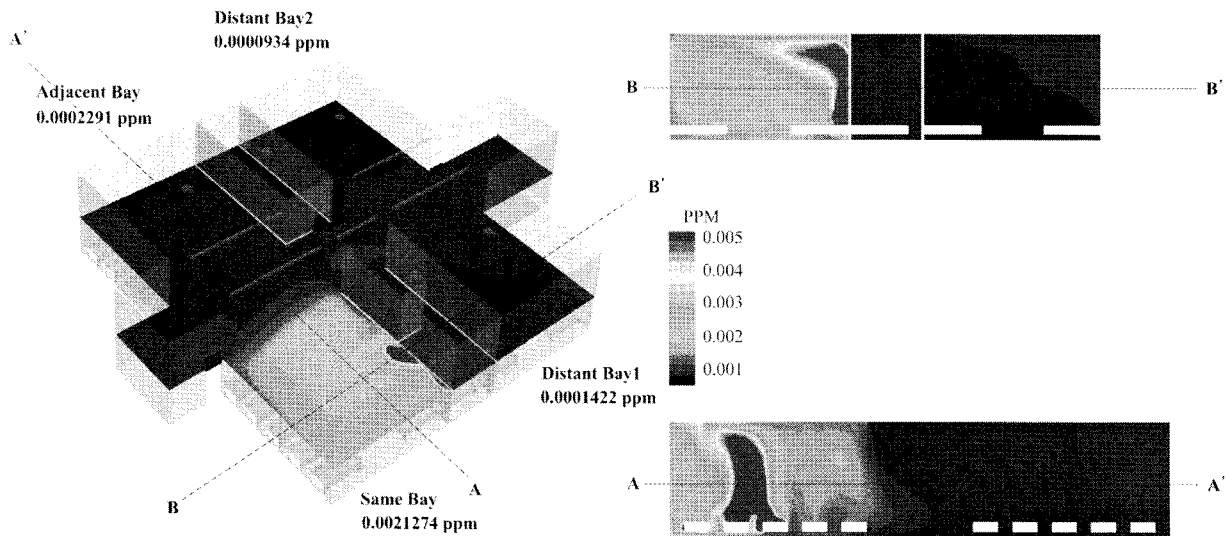 Distant Bay2
0.0000934 ppm
A'
Adjacent Bay
0.0002291 ppm
B'
Distant Bay1
0.0001422 ppm
B
Same Bay
0.0021274 ppm
A
B
B'
PPM
0.005
0.004
0.003
0.002
0.001
A
A'